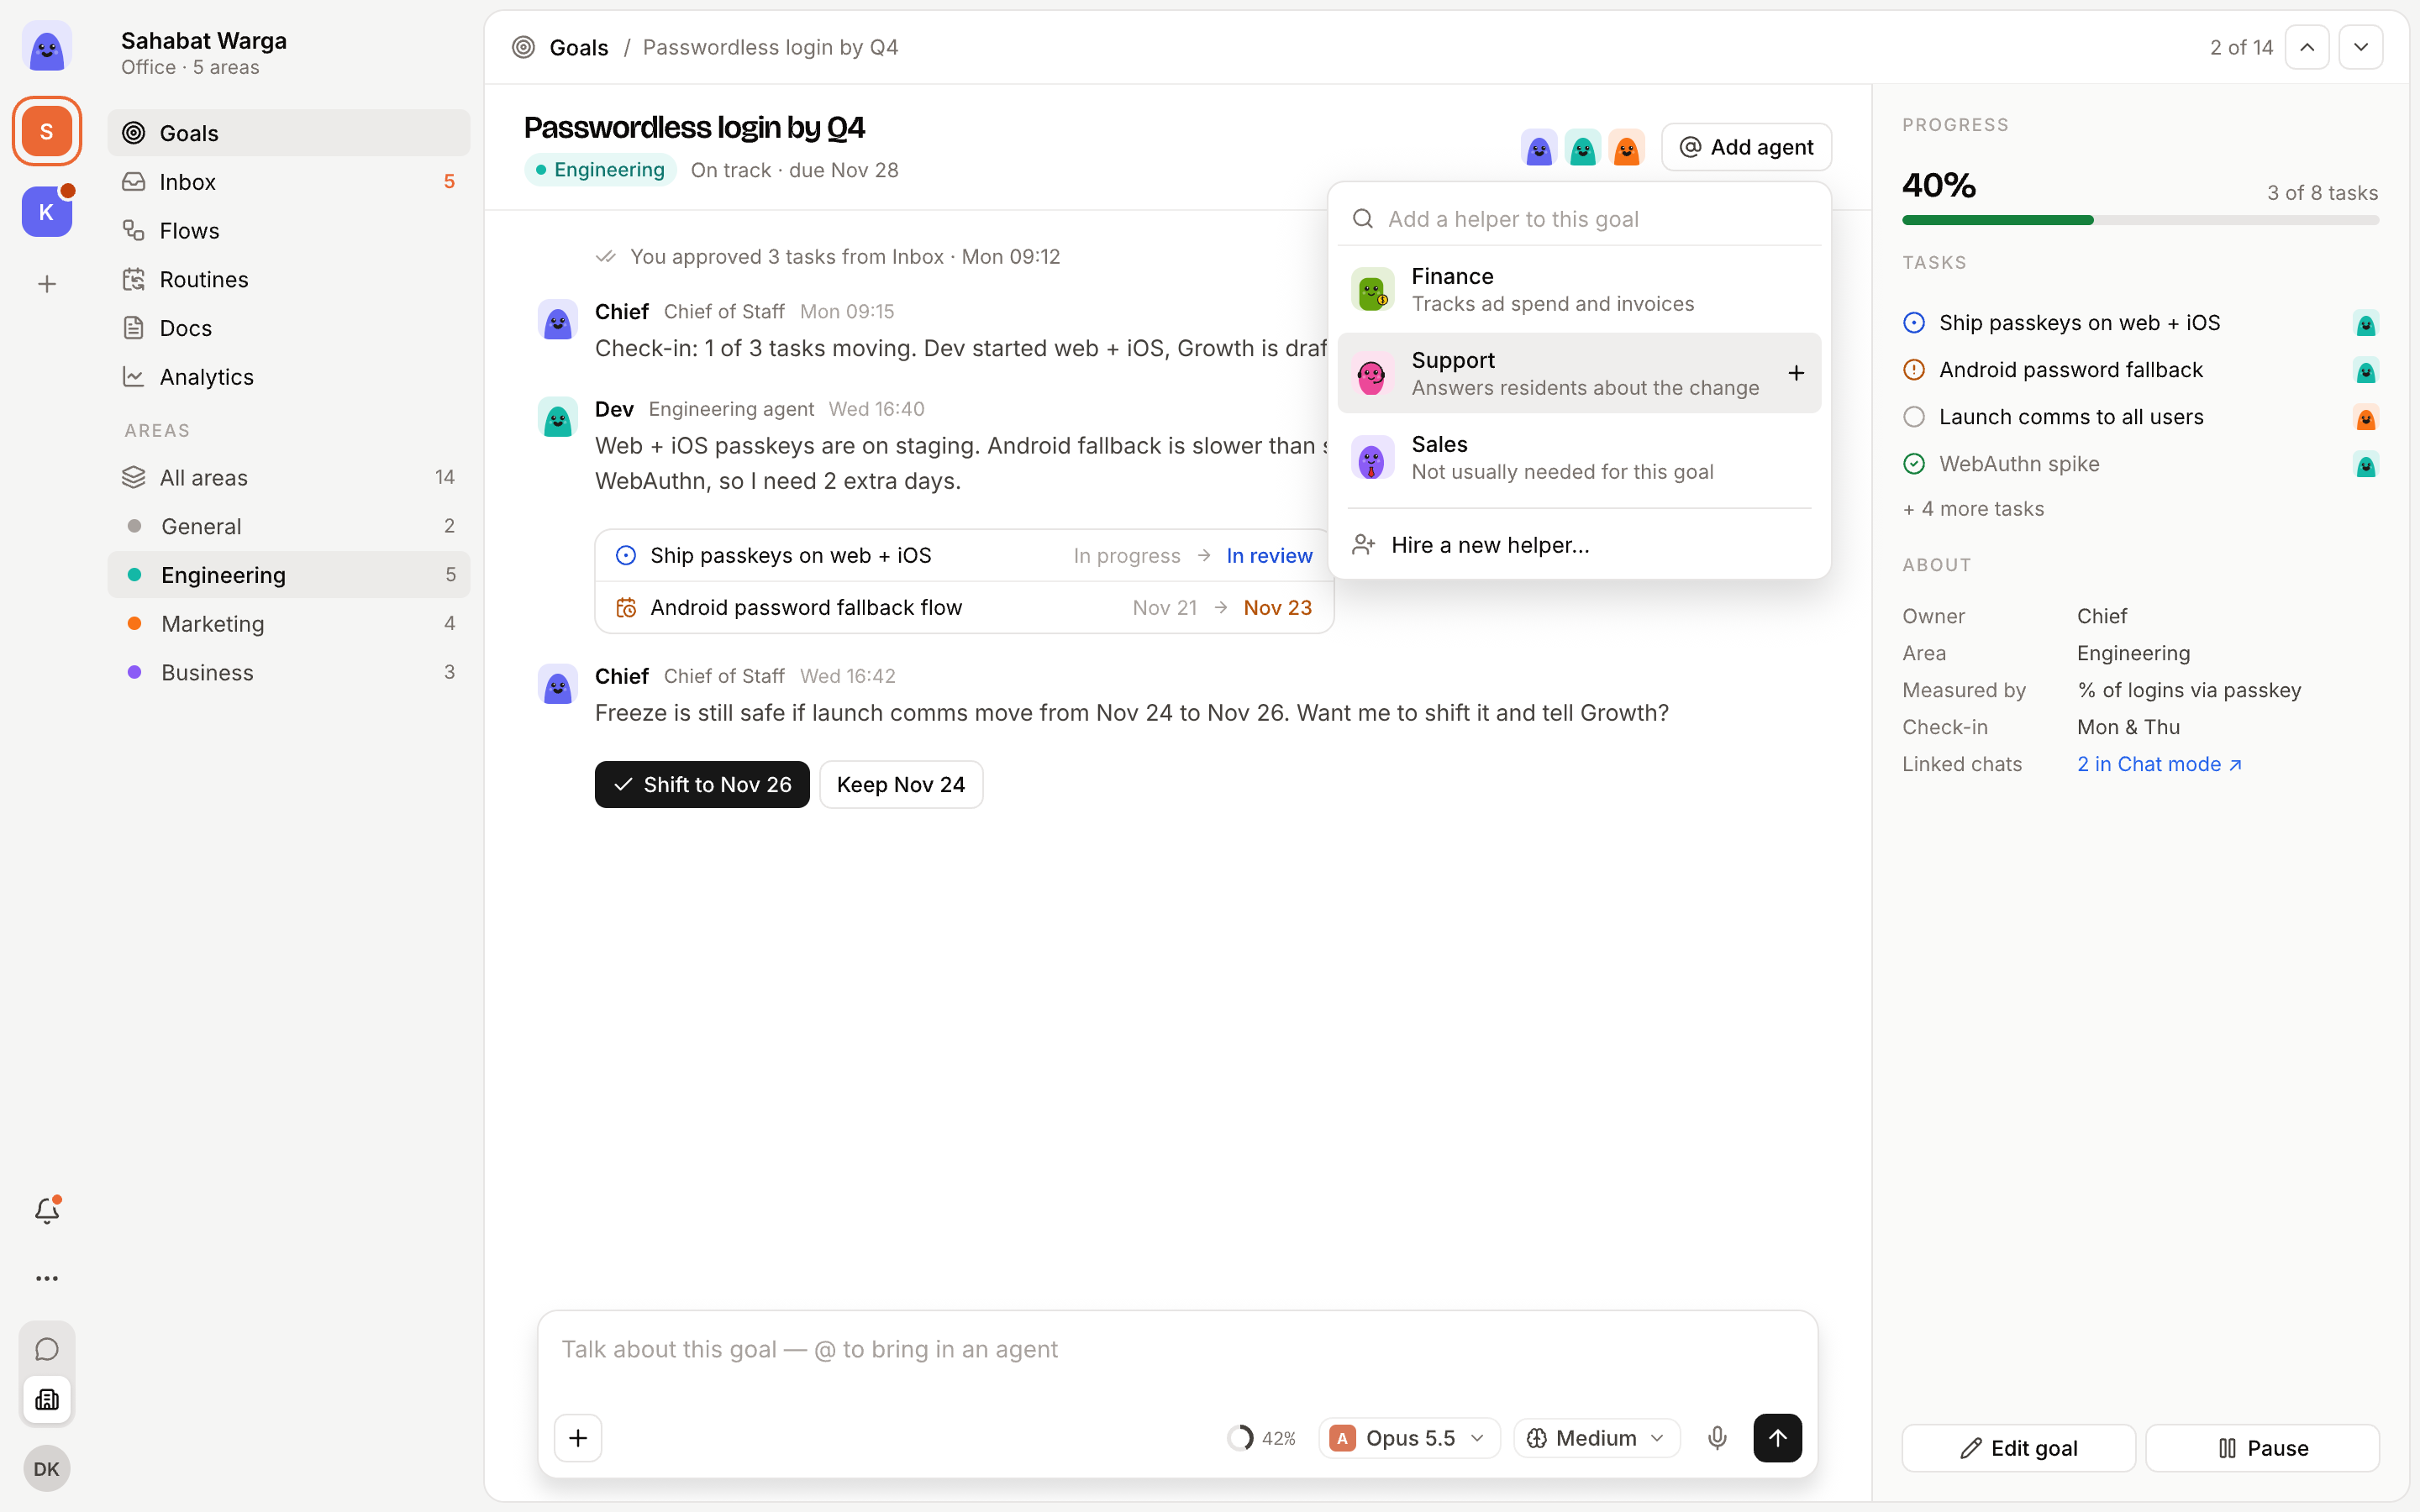 Sahabat Warga
Office · 5 areas
S
K
Goals
Inbox 5
Flows
Routines
Docs
Analytics
AREAS
All areas 14
General 2
Engineering 5
Marketing 4
Business 3
DK
Goals / Passwordless login by Q4
2 of 14
Passwordless login by Q4
Engineering On track · due Nov 28
Add agent
You approved 3 tasks from Inbox · Mon 09:12
Chief Chief of Staff Mon 09:15
Check-in: 1 of 3 tasks moving. Dev started web + iOS, Growth is
Dev Engineering agent Wed 16:40
Web + iOS passkeys are on staging. Android fallback is slower than
WebAuthn, so I need 2 extra days.
Ship passkeys on web + iOS In progress → In review
Android password fallback flow Nov 21 → Nov 23
Chief Chief of Staff Wed 16:42
Freeze is still safe if launch comms move from Nov 24 to Nov 26. Want me to shift it and tell Growth?
Shift to Nov 26
Keep Nov 24
Add a helper to this goal
Finance
Tracks ad spend and invoices
Support
Answers residents about the change
Sales
Not usually needed for this goal
Hire a new helper...
Talk about this goal — @ to bring in an agent
42%
A Opus 5.5
Medium
PROGRESS
40% 3 of 8 tasks
TASKS
Ship passkeys on web + iOS
Android password fallback
Launch comms to all users
WebAuthn spike
+ 4 more tasks
ABOUT
Owner Chief
Area Engineering
Measured by % of logins via passkey
Check-in Mon & Thu
Linked chats 2 in Chat mode ↗
Edit goal
Pause